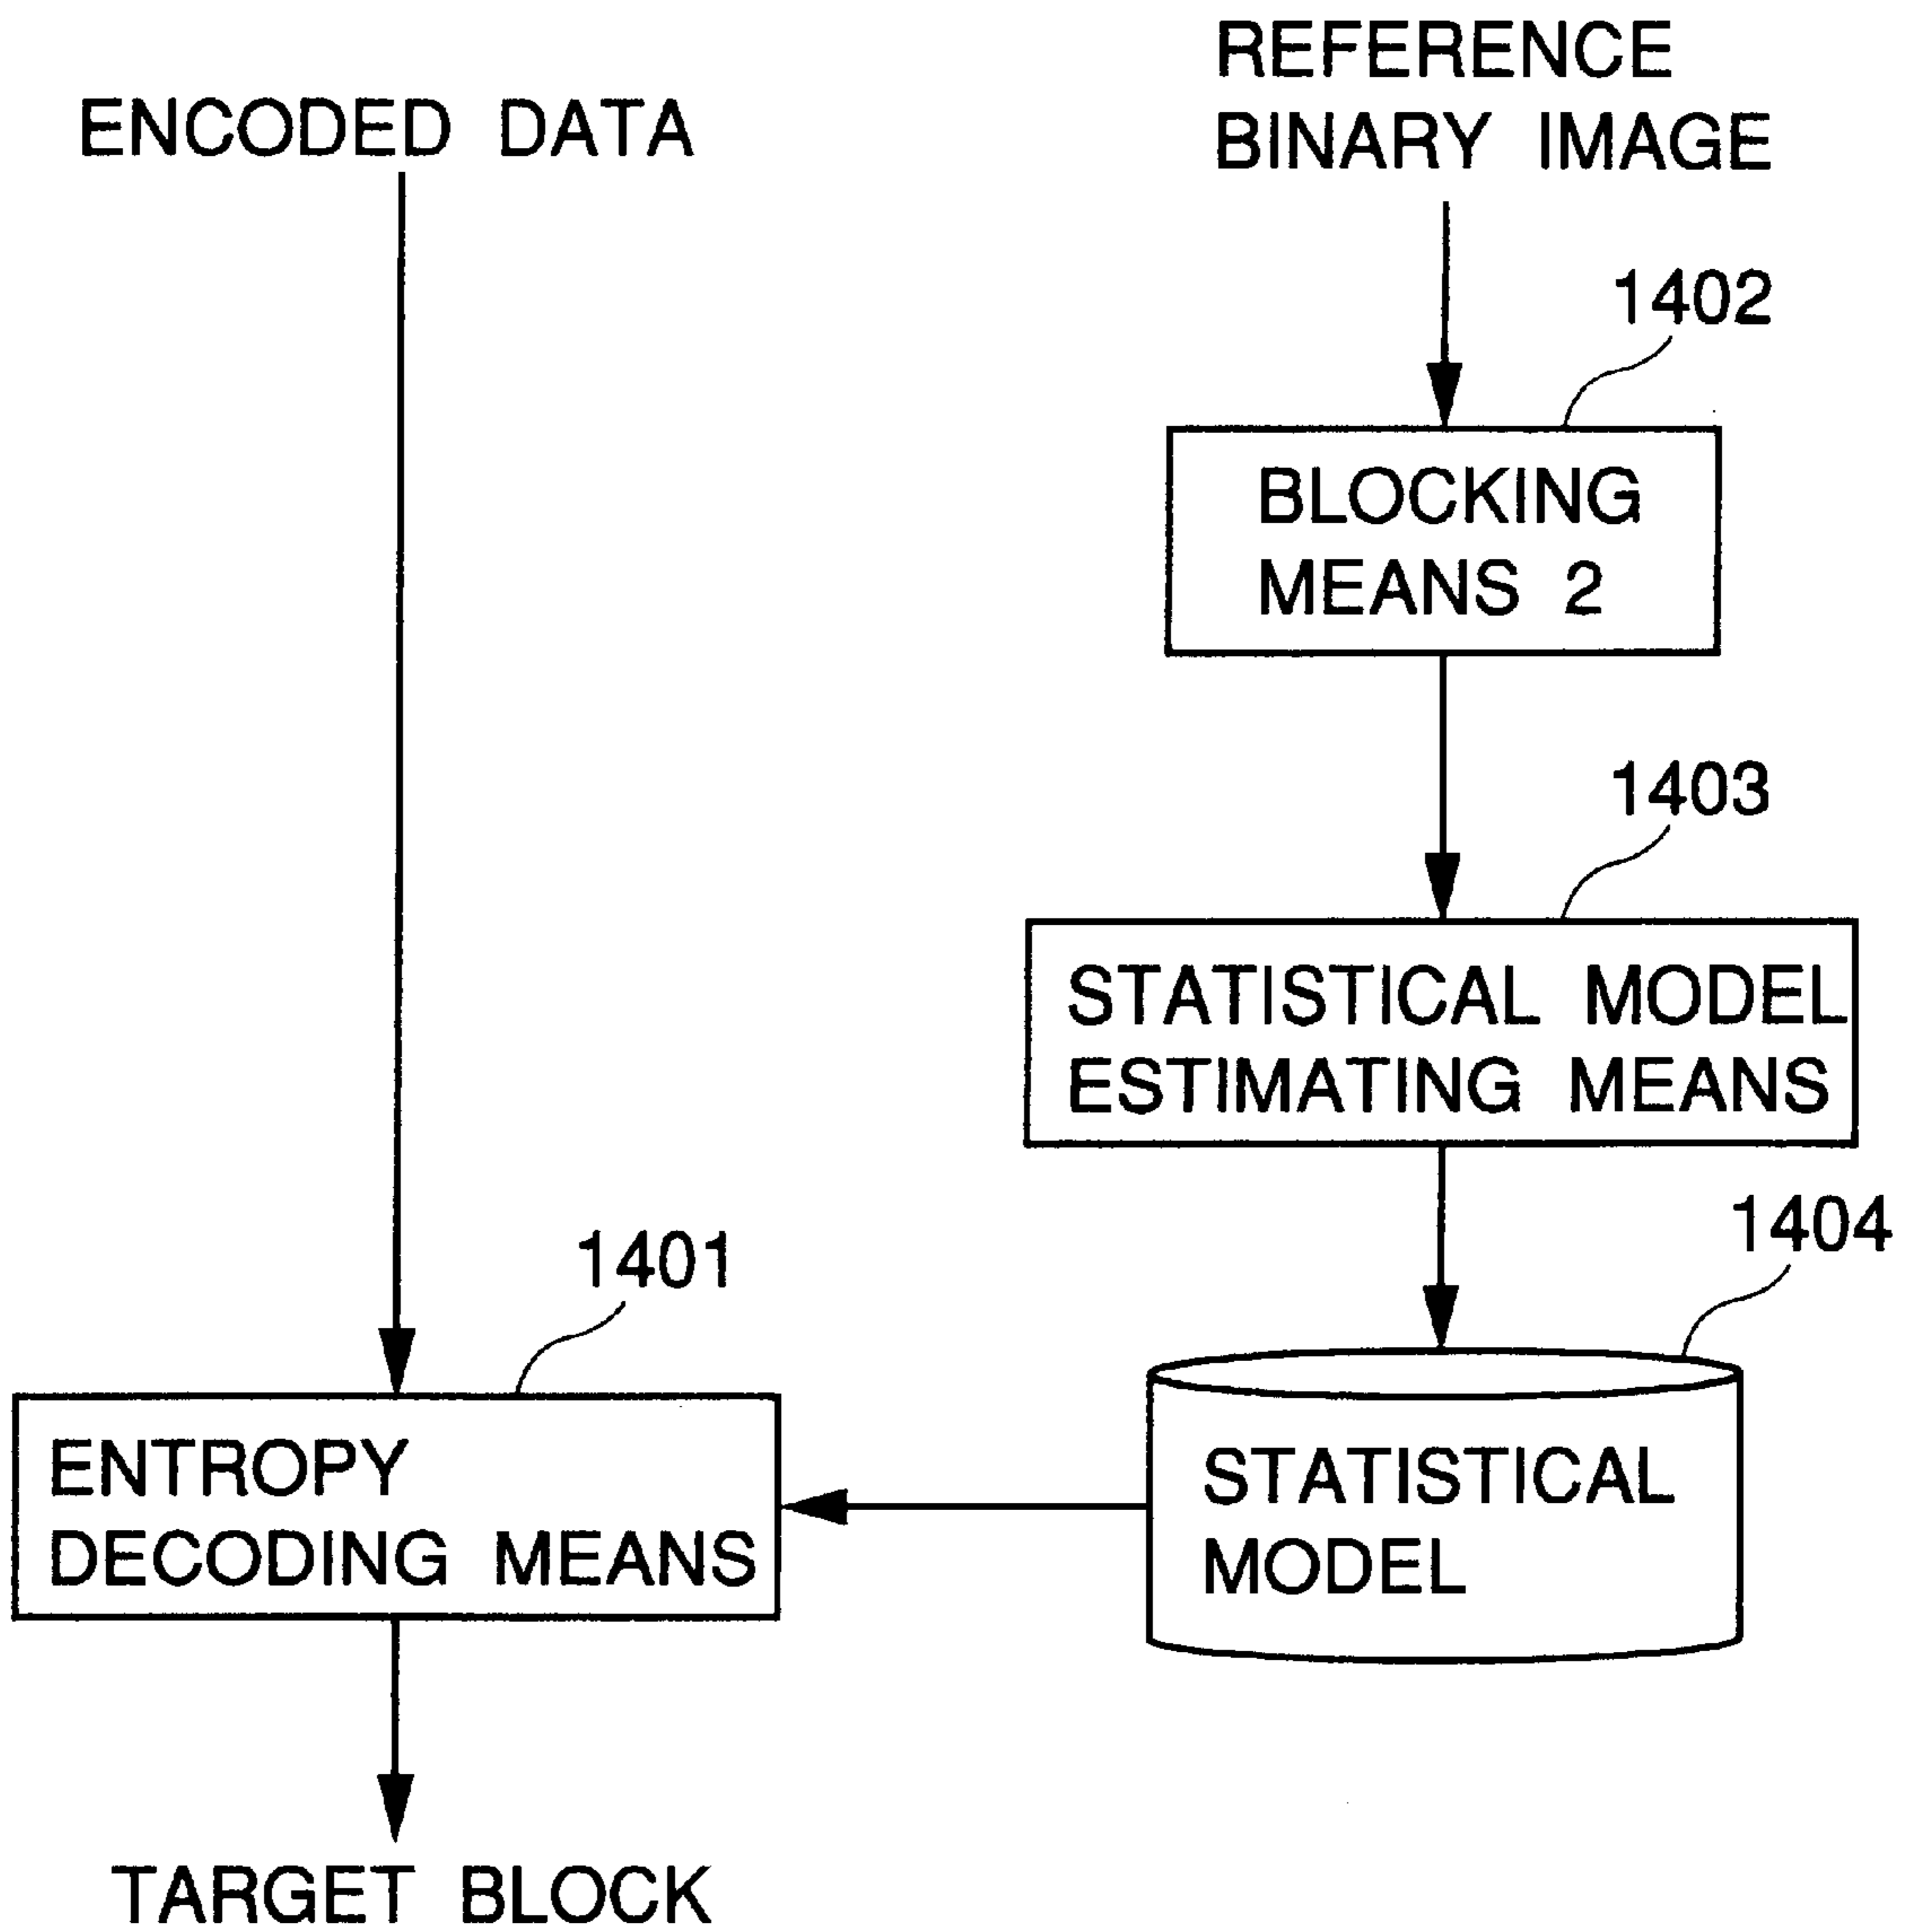 REFERENCE
BINARY IMAGE
ENCODED DATA
1402
BLOCKING
MEANS 2
1403
STATISTICAL MODEL
ESTIMATING MEANS
1404
1401
STATISTICAL
MODEL
ENTROPY
DECODING MEANS
TARGET BLOCK